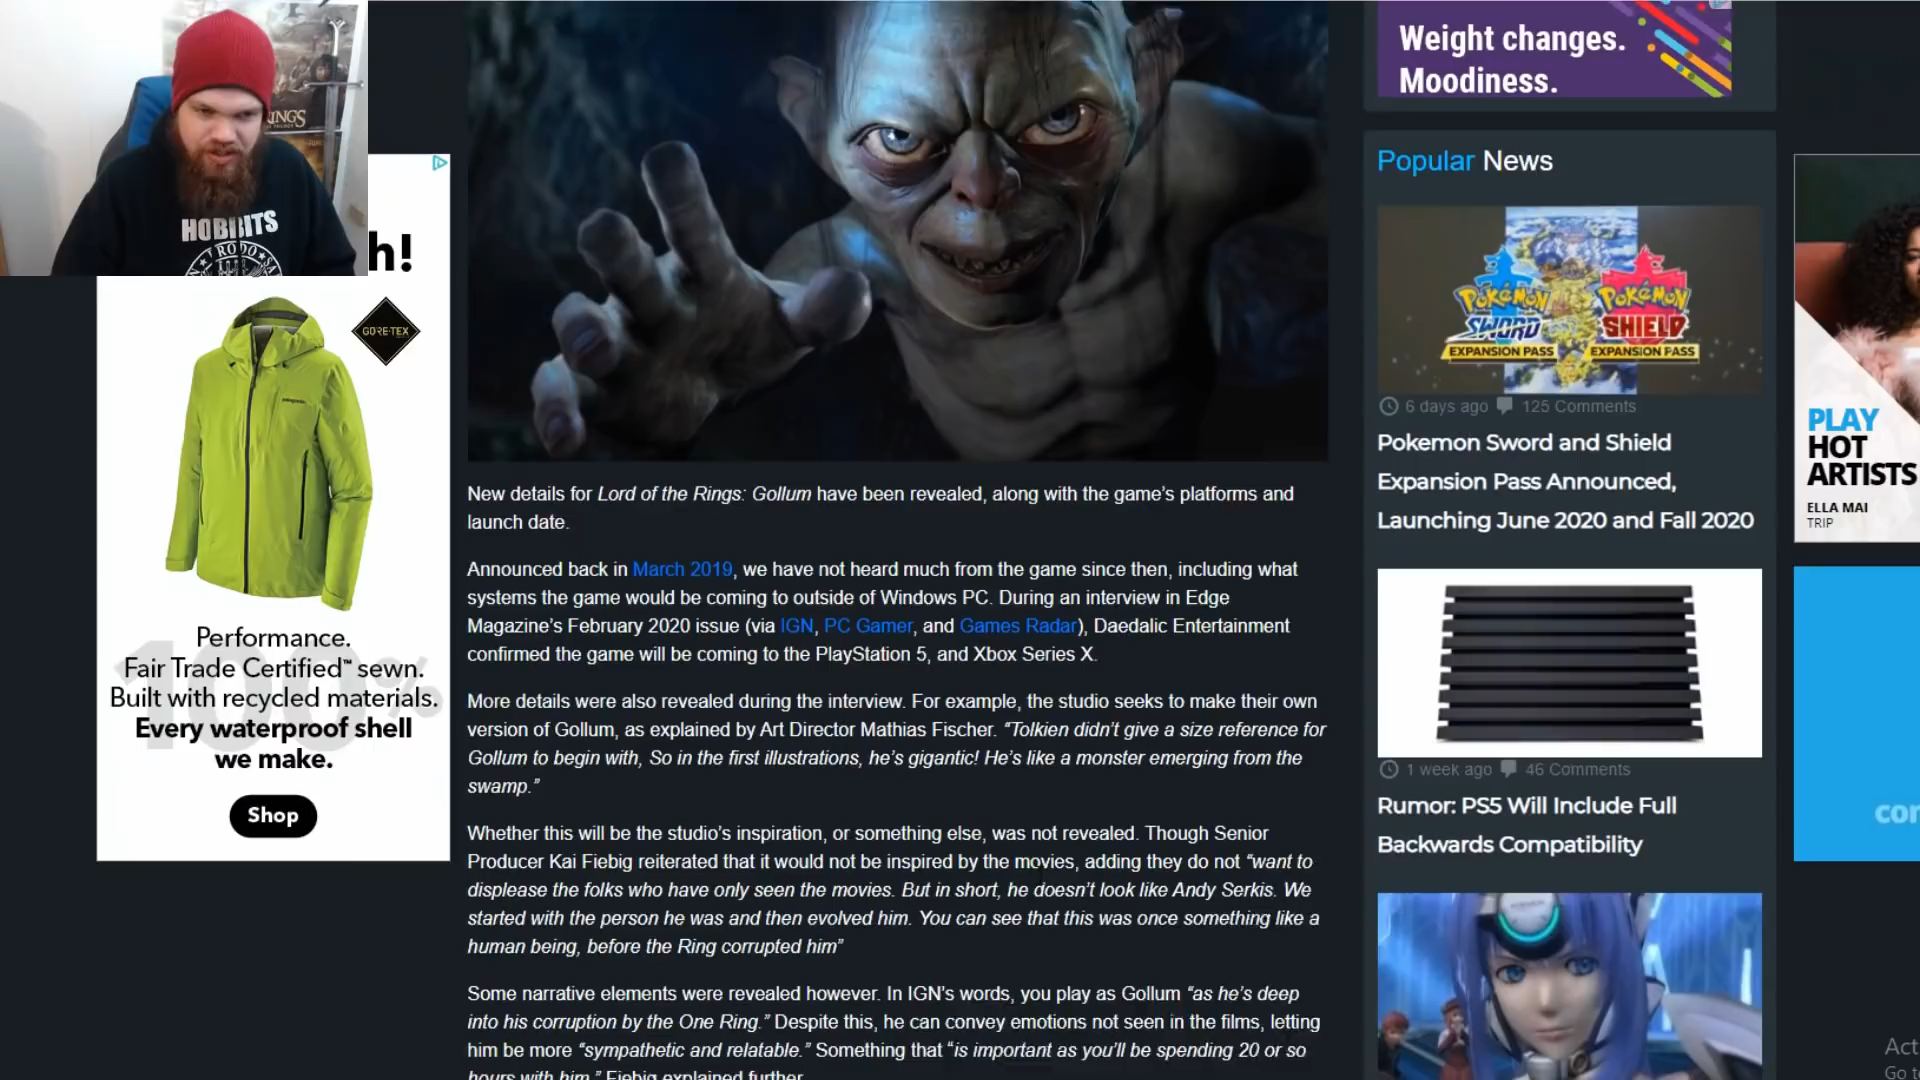 INGS
HOBBITS
FRODO SA
h!
GORE-TEX
patagonia
100%
Performance.
Fair Trade Certified™ sewn.
Built with recycled materials.
Every waterproof shell
we make.
Shop
New details for Lord of the Rings: Gollum have been revealed, along with the game's platforms and
launch date.
Announced back in March 2019, we have not heard much from the game since then, including what
systems the game would be coming to outside of Windows PC. During an interview in Edge
Magazine's February 2020 issue (via IGN, PC Gamer, and Games Radar), Daedalic Entertainment
confirmed the game will be coming to the PlayStation 5, and Xbox Series X.
More details were also revealed during the interview. For example, the studio seeks to make their own
version of Gollum, as explained by Art Director Mathias Fischer. “Tolkien didn't give a size reference for
Gollum to begin with, So in the first illustrations, he's gigantic! He's like a monster emerging from the
swamp.”
Whether this will be the studio's inspiration, or something else, was not revealed. Though Senior
Producer Kai Fiebig reiterated that it would not be inspired by the movies, adding they do not “want to
displease the folks who have only seen the movies. But in short, he doesn't look like Andy Serkis. We
started with the person he was and then evolved him. You can see that this was once something like a
human being, before the Ring corrupted him”
Some narrative elements were revealed however. In IGN's words, you play as Gollum “as he's deep
into his corruption by the One Ring.” Despite this, he can convey emotions not seen in the films, letting
him be more “sympathetic and relatable.” Something that “is important as you'll be spending 20 or so
hours with him.” Fiebig explained further.
Weight changes.
Moodiness.
Popular News
POKéMON SWORD
POKéMON SHIELD
EXPANSION PASS
EXPANSION PASS
6 days ago 125 Comments
Pokemon Sword and Shield
Expansion Pass Announced,
Launching June 2020 and Fall 2020
1 week ago 46 Comments
Rumor: PS5 Will Include Full
Backwards Compatibility
PLAY
HOT
ARTISTS
ELLA MAI
TRIP
con
Act
Go to